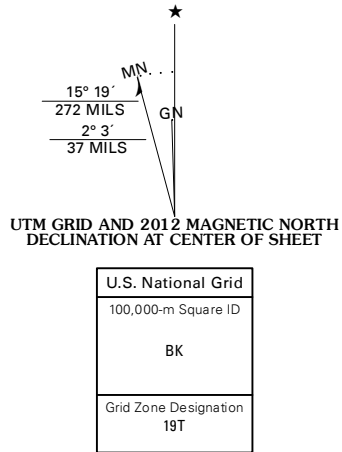 ★
MN
GN
15° 19´
272 MILS
2° 3´
37 MILS
UTM GRID AND 2012 MAGNETIC NORTH
DECLINATION AT CENTER OF SHEET
U.S. National Grid
100,000-m Square ID
BK
Grid Zone Designation
19T